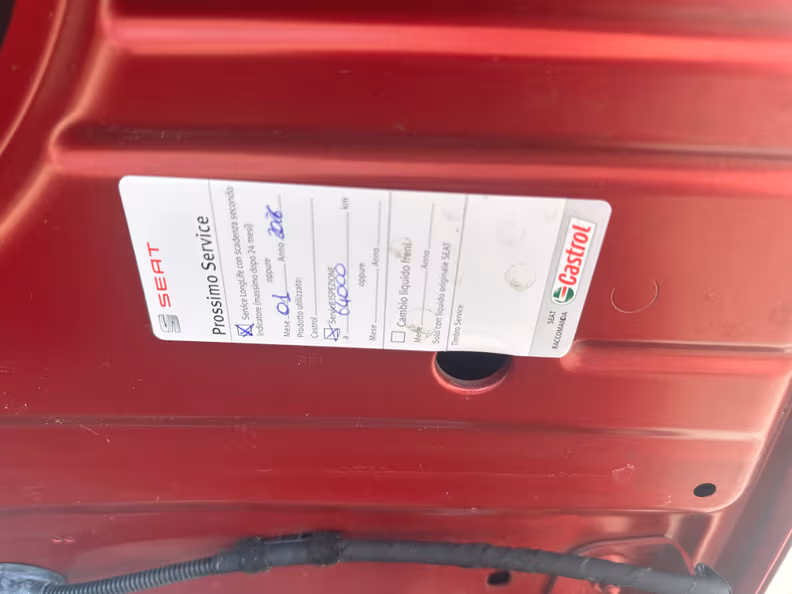 SEAT
Prossimo Service
Service LongLife con scadenza secondo
indicatore (massimo dopo 24 mesi)
oppure
Mese 01 Anno
Prodotto utilizzato:
Castrol
Service ISPEZIONE
a 64000 km
oppure
Mese Anno
Cambio liquido freni
Mese Anno
Solo con liquido originale SEAT
Timbro Service
SEAT
RACCOMANDA
Castrol